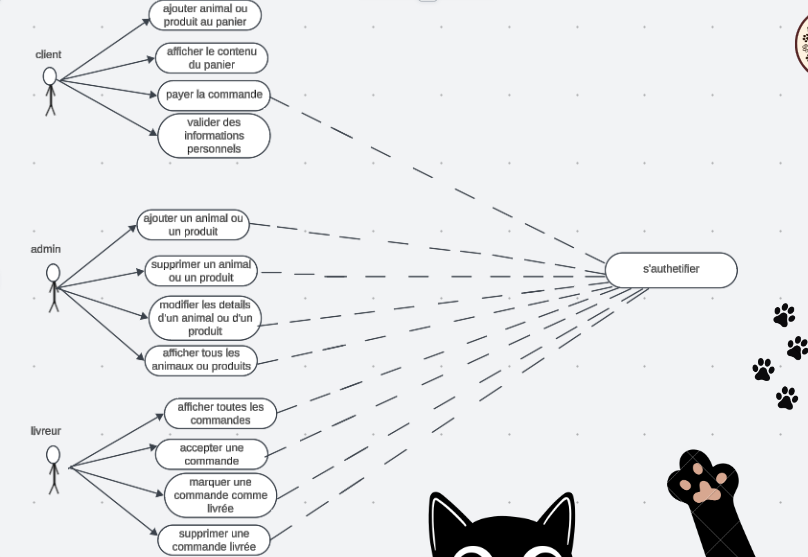 ajouter animal ou
produit au panier
client
afficher le contenu
du panier
payer la commande
valider des
informations
personnels
ajouter un animal ou
un produit
admin
supprimer un animal
ou un produit
s'authetifier
modifier les details
d'un animal ou d'un
produit
afficher tous les
animaux ou produits
afficher toutes les
commandes
livreur
accepter une
commande
marquer une
commande comme
livrée
supprimer une
commande livrée